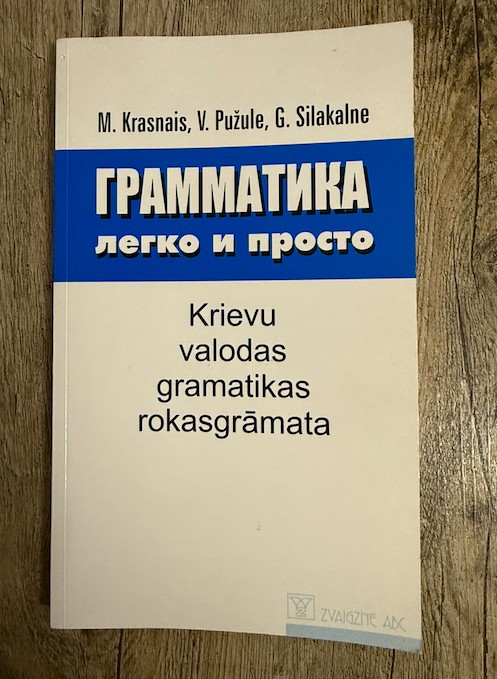 M. Krasnais, V. Pužule, G. Silakalne
ГРАММАТИКА
легко и просто
Krievu
valodas
gramatikas
rokasgrāmata
ZVAIGZNE ABC